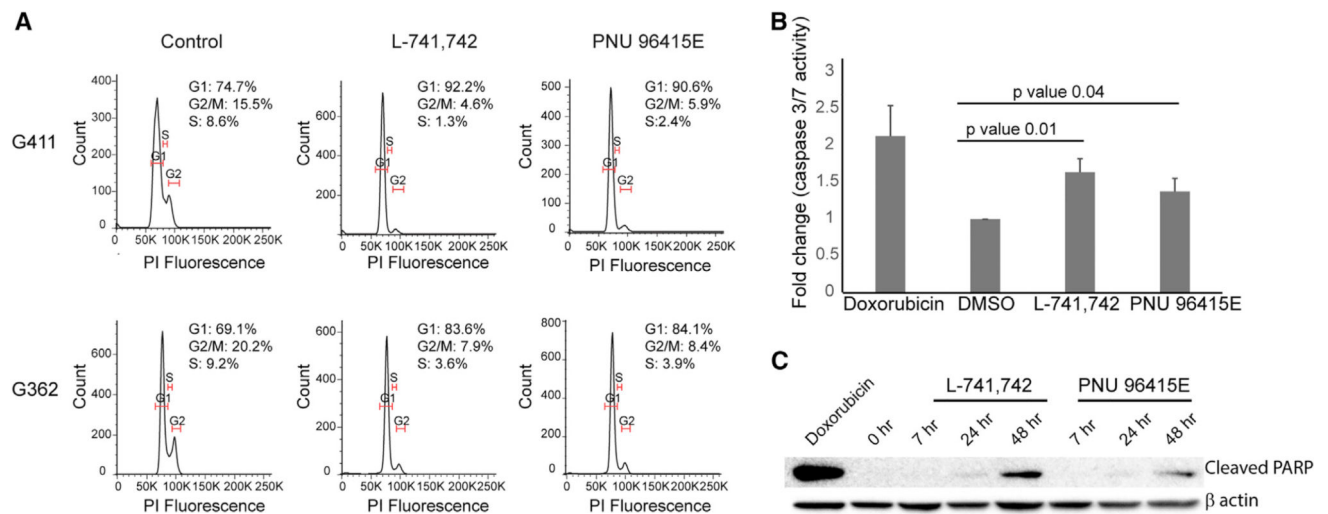 A
Control
L-741,742
PNU 96415E
G411
Count
400
300
200
100
0
G1: 74.7%
G2/M: 15.5%
S: 8.6%
S
G1
G2
0 50K 100K 150K 200K 250K
PI Fluorescence
Count
600
400
200
G1: 92.2%
G2/M: 4.6%
S: 1.3%
S
G1
G2
0 50K 100K 150K 200K 250K
PI Fluorescence
Count
500
400
300
200
100
0
G1: 90.6%
G2/M: 5.9%
S:2.4%
S
G1
G2
0 50K 100K 150K 200K 250K
PI Fluorescence
G362
Count
600
400
200
0
G1: 69.1%
G2/M: 20.2%
S: 9.2%
S
G1
G2
0 50K 100K 150K 200K 250K
PI Fluorescence
Count
600
400
200
0
G1: 83.6%
G2/M: 7.9%
S: 3.6%
S
G1
G2
0 50K 100K 150K 200K 250K
PI Fluorescence
Count
800
600
400
200
0
G1: 84.1%
G2/M: 8.4%
S: 3.9%
S
G1
G2
0 50K 100K 150K 200K 250K
PI Fluorescence
B
Fold change (caspase 3/7 activity)
3
2.5
2
1.5
1
0.5
0
p value 0.04
p value 0.01
Doxorubicin DMSO L-741,742 PNU 96415E
C
L-741,742 PNU 96415E
Doxorubicin 0 hr 7 hr 24 hr 48 hr 7 hr 24 hr 48 hr
Cleaved PARP
β actin